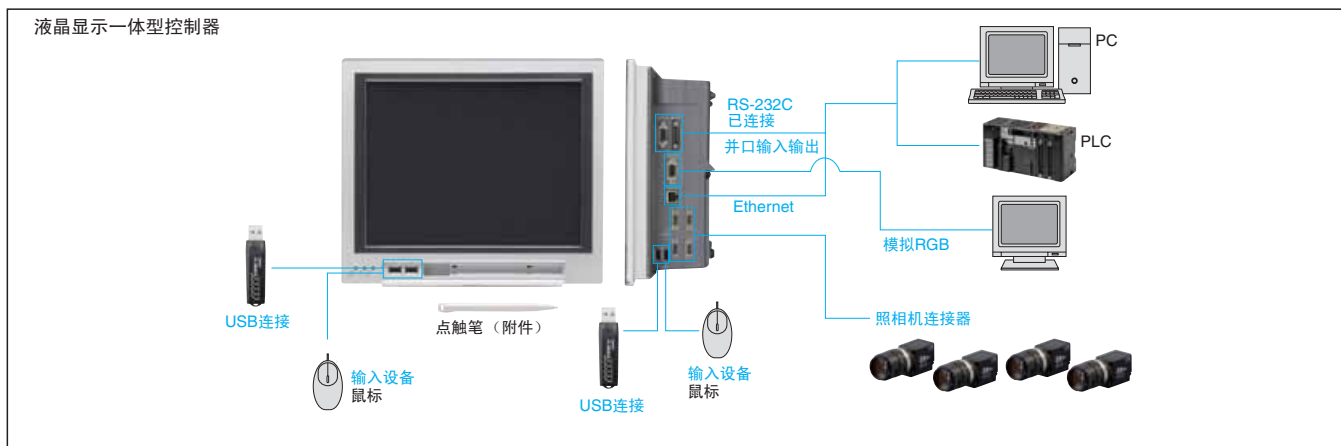 液晶显示一体型控制器
PC
RS-232C
已连接
并口输入输出
PLC
Ethernet
模拟RGB
USB连接
点触笔（附件）
照相机连接器
输入设备
鼠标
USB连接
输入设备
鼠标